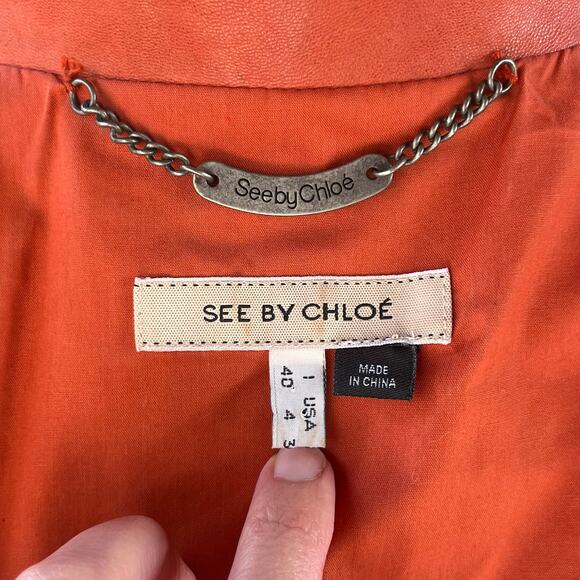 SeebyChloé
SEE BY CHLOÉ
MADE
IN CHINA
I USA
40 4 3